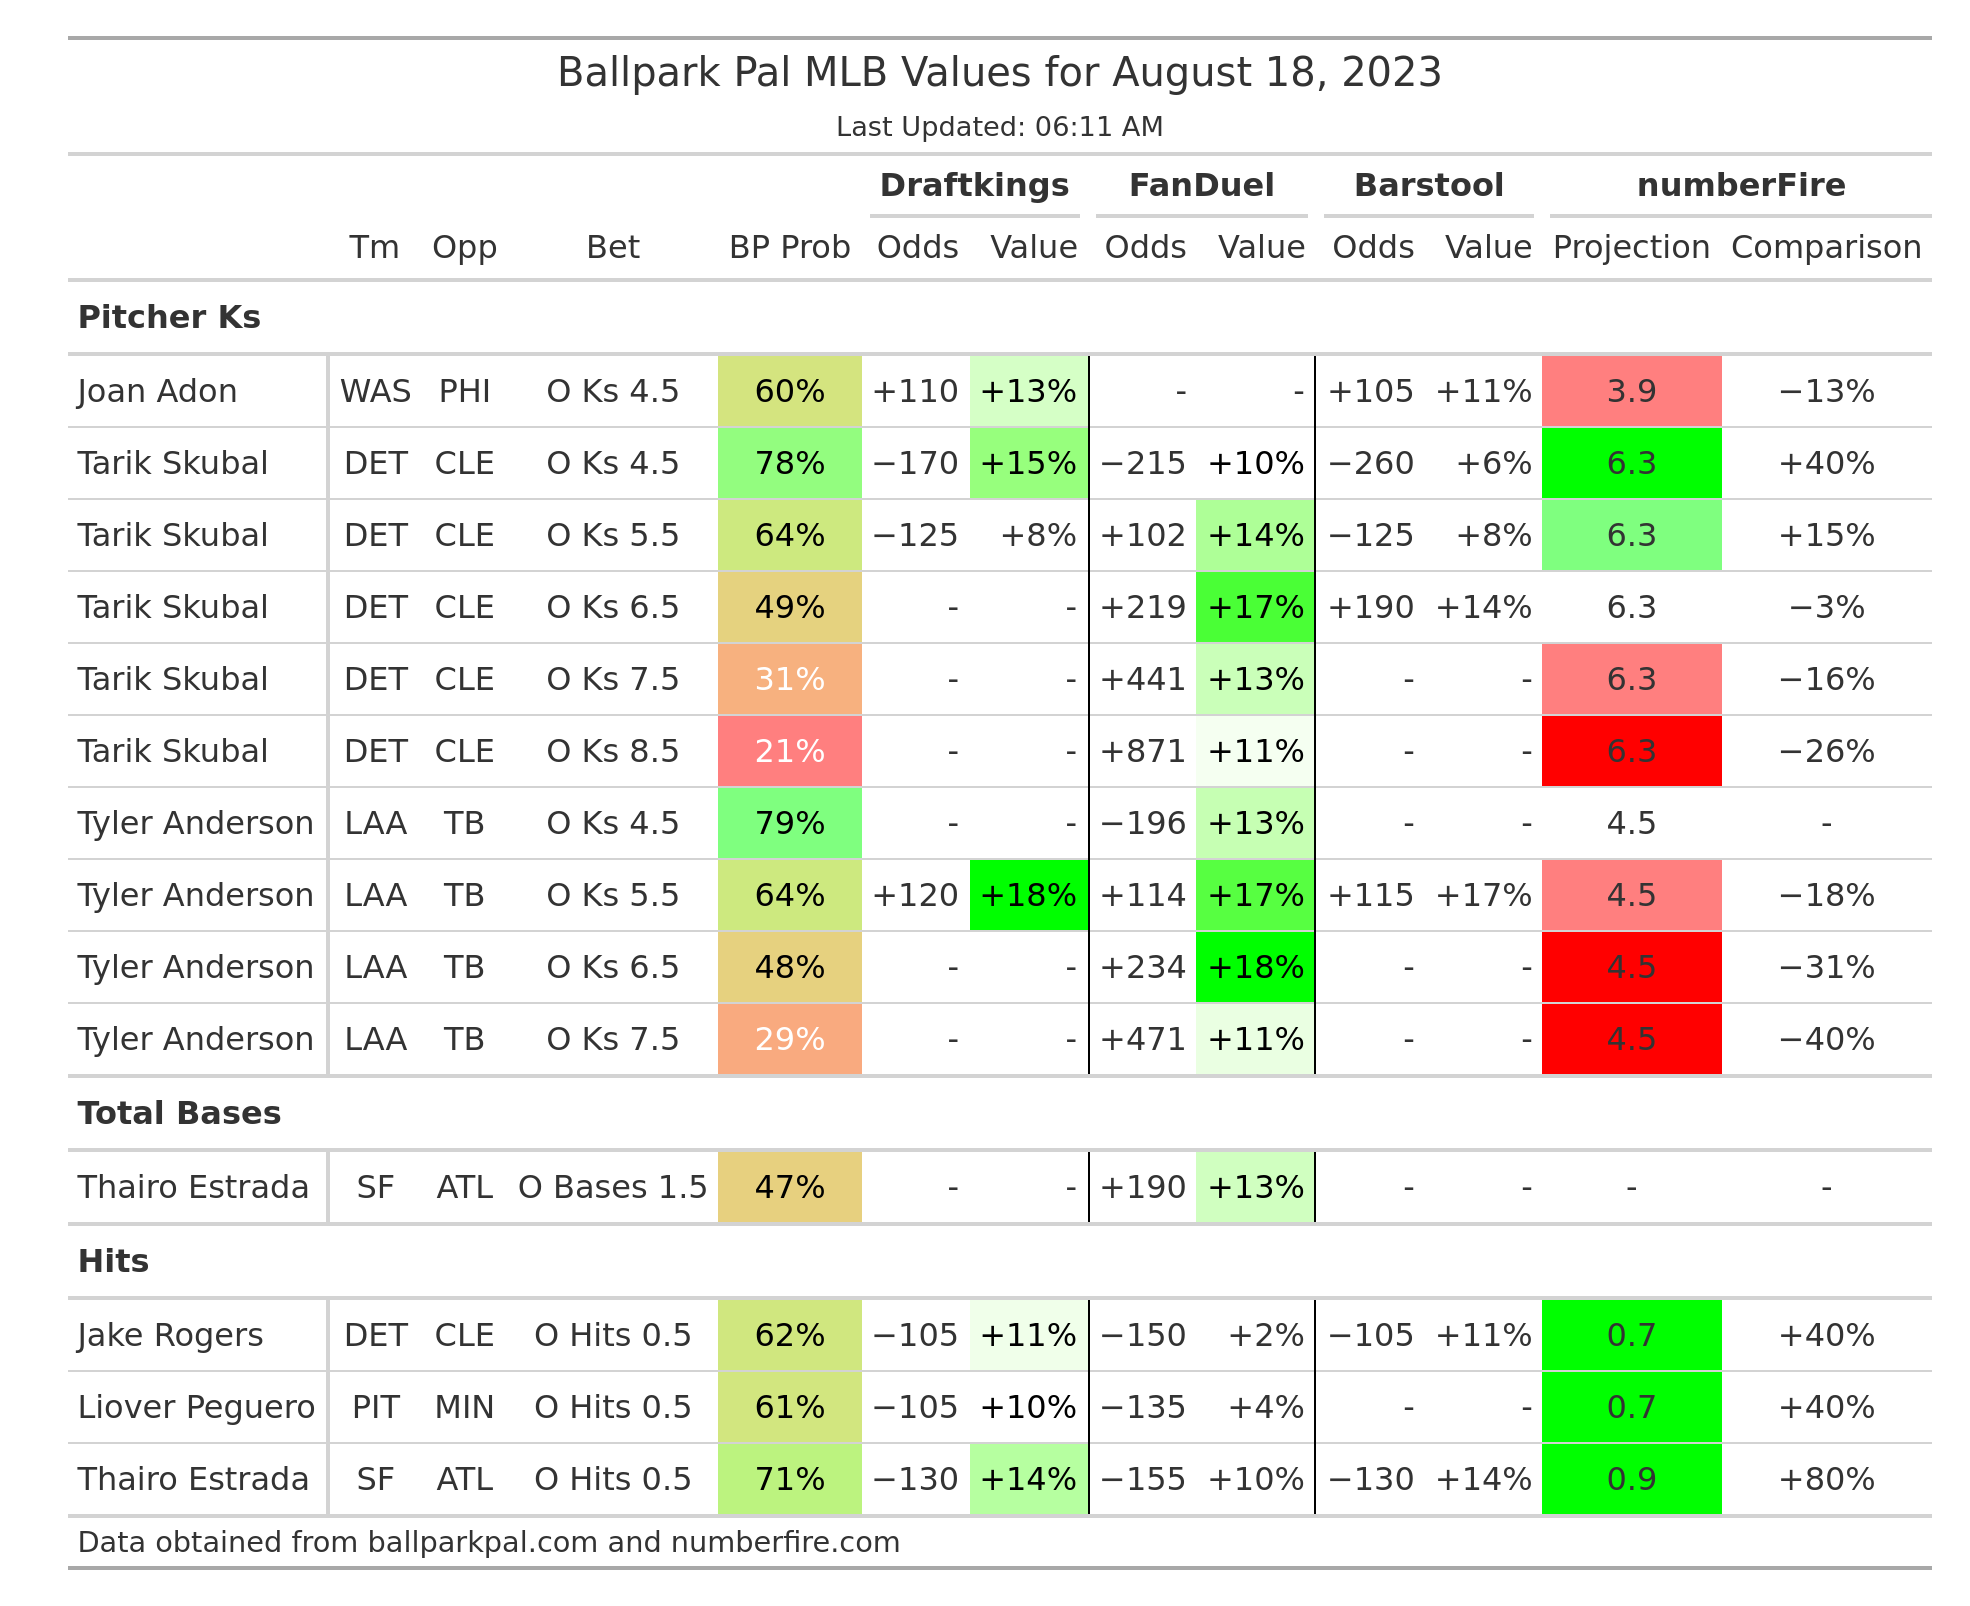 Ballpark Pal MLB Values for August 18, 2023
Last Updated: 06:11 AM
Draftkings FanDuel Barstool numberFire
Tm Opp Bet BP Prob Odds Value Odds Value Odds Value Projection Comparison
Pitcher Ks
Joan Adon WAS PHI O Ks 4.5 60% +110 +13% - - +105 +11% 3.9 −13%
Tarik Skubal DET CLE O Ks 4.5 78% −170 +15% −215 +10% −260 +6% 6.3 +40%
Tarik Skubal DET CLE O Ks 5.5 64% −125 +8% +102 +14% −125 +8% 6.3 +15%
Tarik Skubal DET CLE O Ks 6.5 49% - - +219 +17% +190 +14% 6.3 −3%
Tarik Skubal DET CLE O Ks 7.5 31% - - +441 +13% - - 6.3 −16%
Tarik Skubal DET CLE O Ks 8.5 21% - - +871 +11% - - 6.3 −26%
Tyler Anderson LAA TB O Ks 4.5 79% - - −196 +13% - - 4.5 -
Tyler Anderson LAA TB O Ks 5.5 64% +120 +18% +114 +17% +115 +17% 4.5 −18%
Tyler Anderson LAA TB O Ks 6.5 48% - - +234 +18% - - 4.5 −31%
Tyler Anderson LAA TB O Ks 7.5 29% - - +471 +11% - - 4.5 −40%
Total Bases
Thairo Estrada SF ATL O Bases 1.5 47% - - +190 +13% - - - -
Hits
Jake Rogers DET CLE O Hits 0.5 62% −105 +11% −150 +2% −105 +11% 0.7 +40%
Liover Peguero PIT MIN O Hits 0.5 61% −105 +10% −135 +4% - - 0.7 +40%
Thairo Estrada SF ATL O Hits 0.5 71% −130 +14% −155 +10% −130 +14% 0.9 +80%
Data obtained from ballparkpal.com and numberfire.com